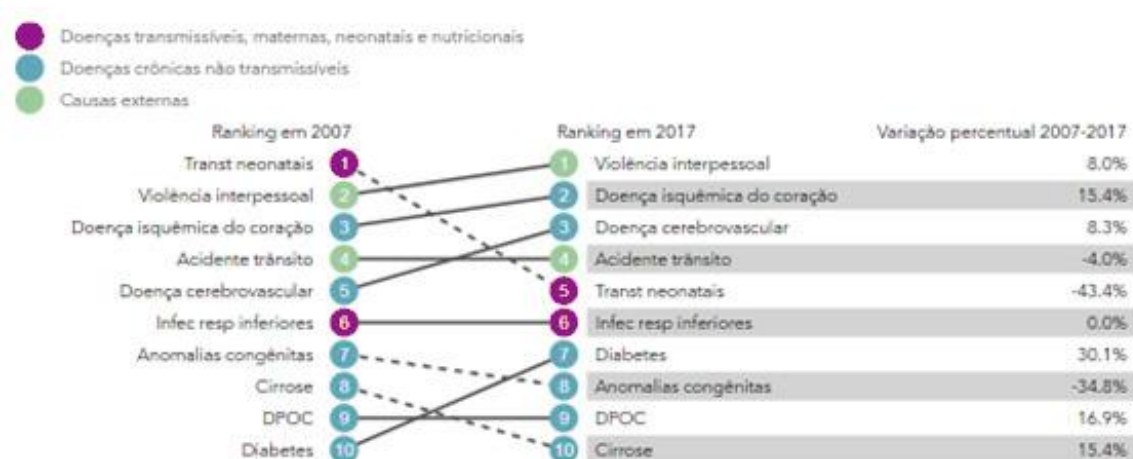 Doenças transmissíveis, maternas, neonatais e nutricionais
Doenças crônicas não transmissíveis
Causas externas
Ranking em 2007 Ranking em 2017 Variação percentual 2007-2017
Transt neonatais 1 1 Violência interpessoal 8.0%
Violência interpessoal 2 2 Doença isquêmica do coração 15.4%
Doença isquêmica do coração 3 3 Doença cerebrovascular 8.3%
Acidente trânsito 4 4 Acidente trânsito -4.0%
Doença cerebrovascular 5 5 Transt neonatais -43.4%
Infec resp inferiores 6 6 Infec resp inferiores 0.0%
Anomalias congênitas 7 7 Diabetes 30.1%
Cirrose 8 8 Anomalias congênitas -34.8%
DPOC 9 9 DPOC 16.9%
Diabetes 10 10 Cirrose 15.4%